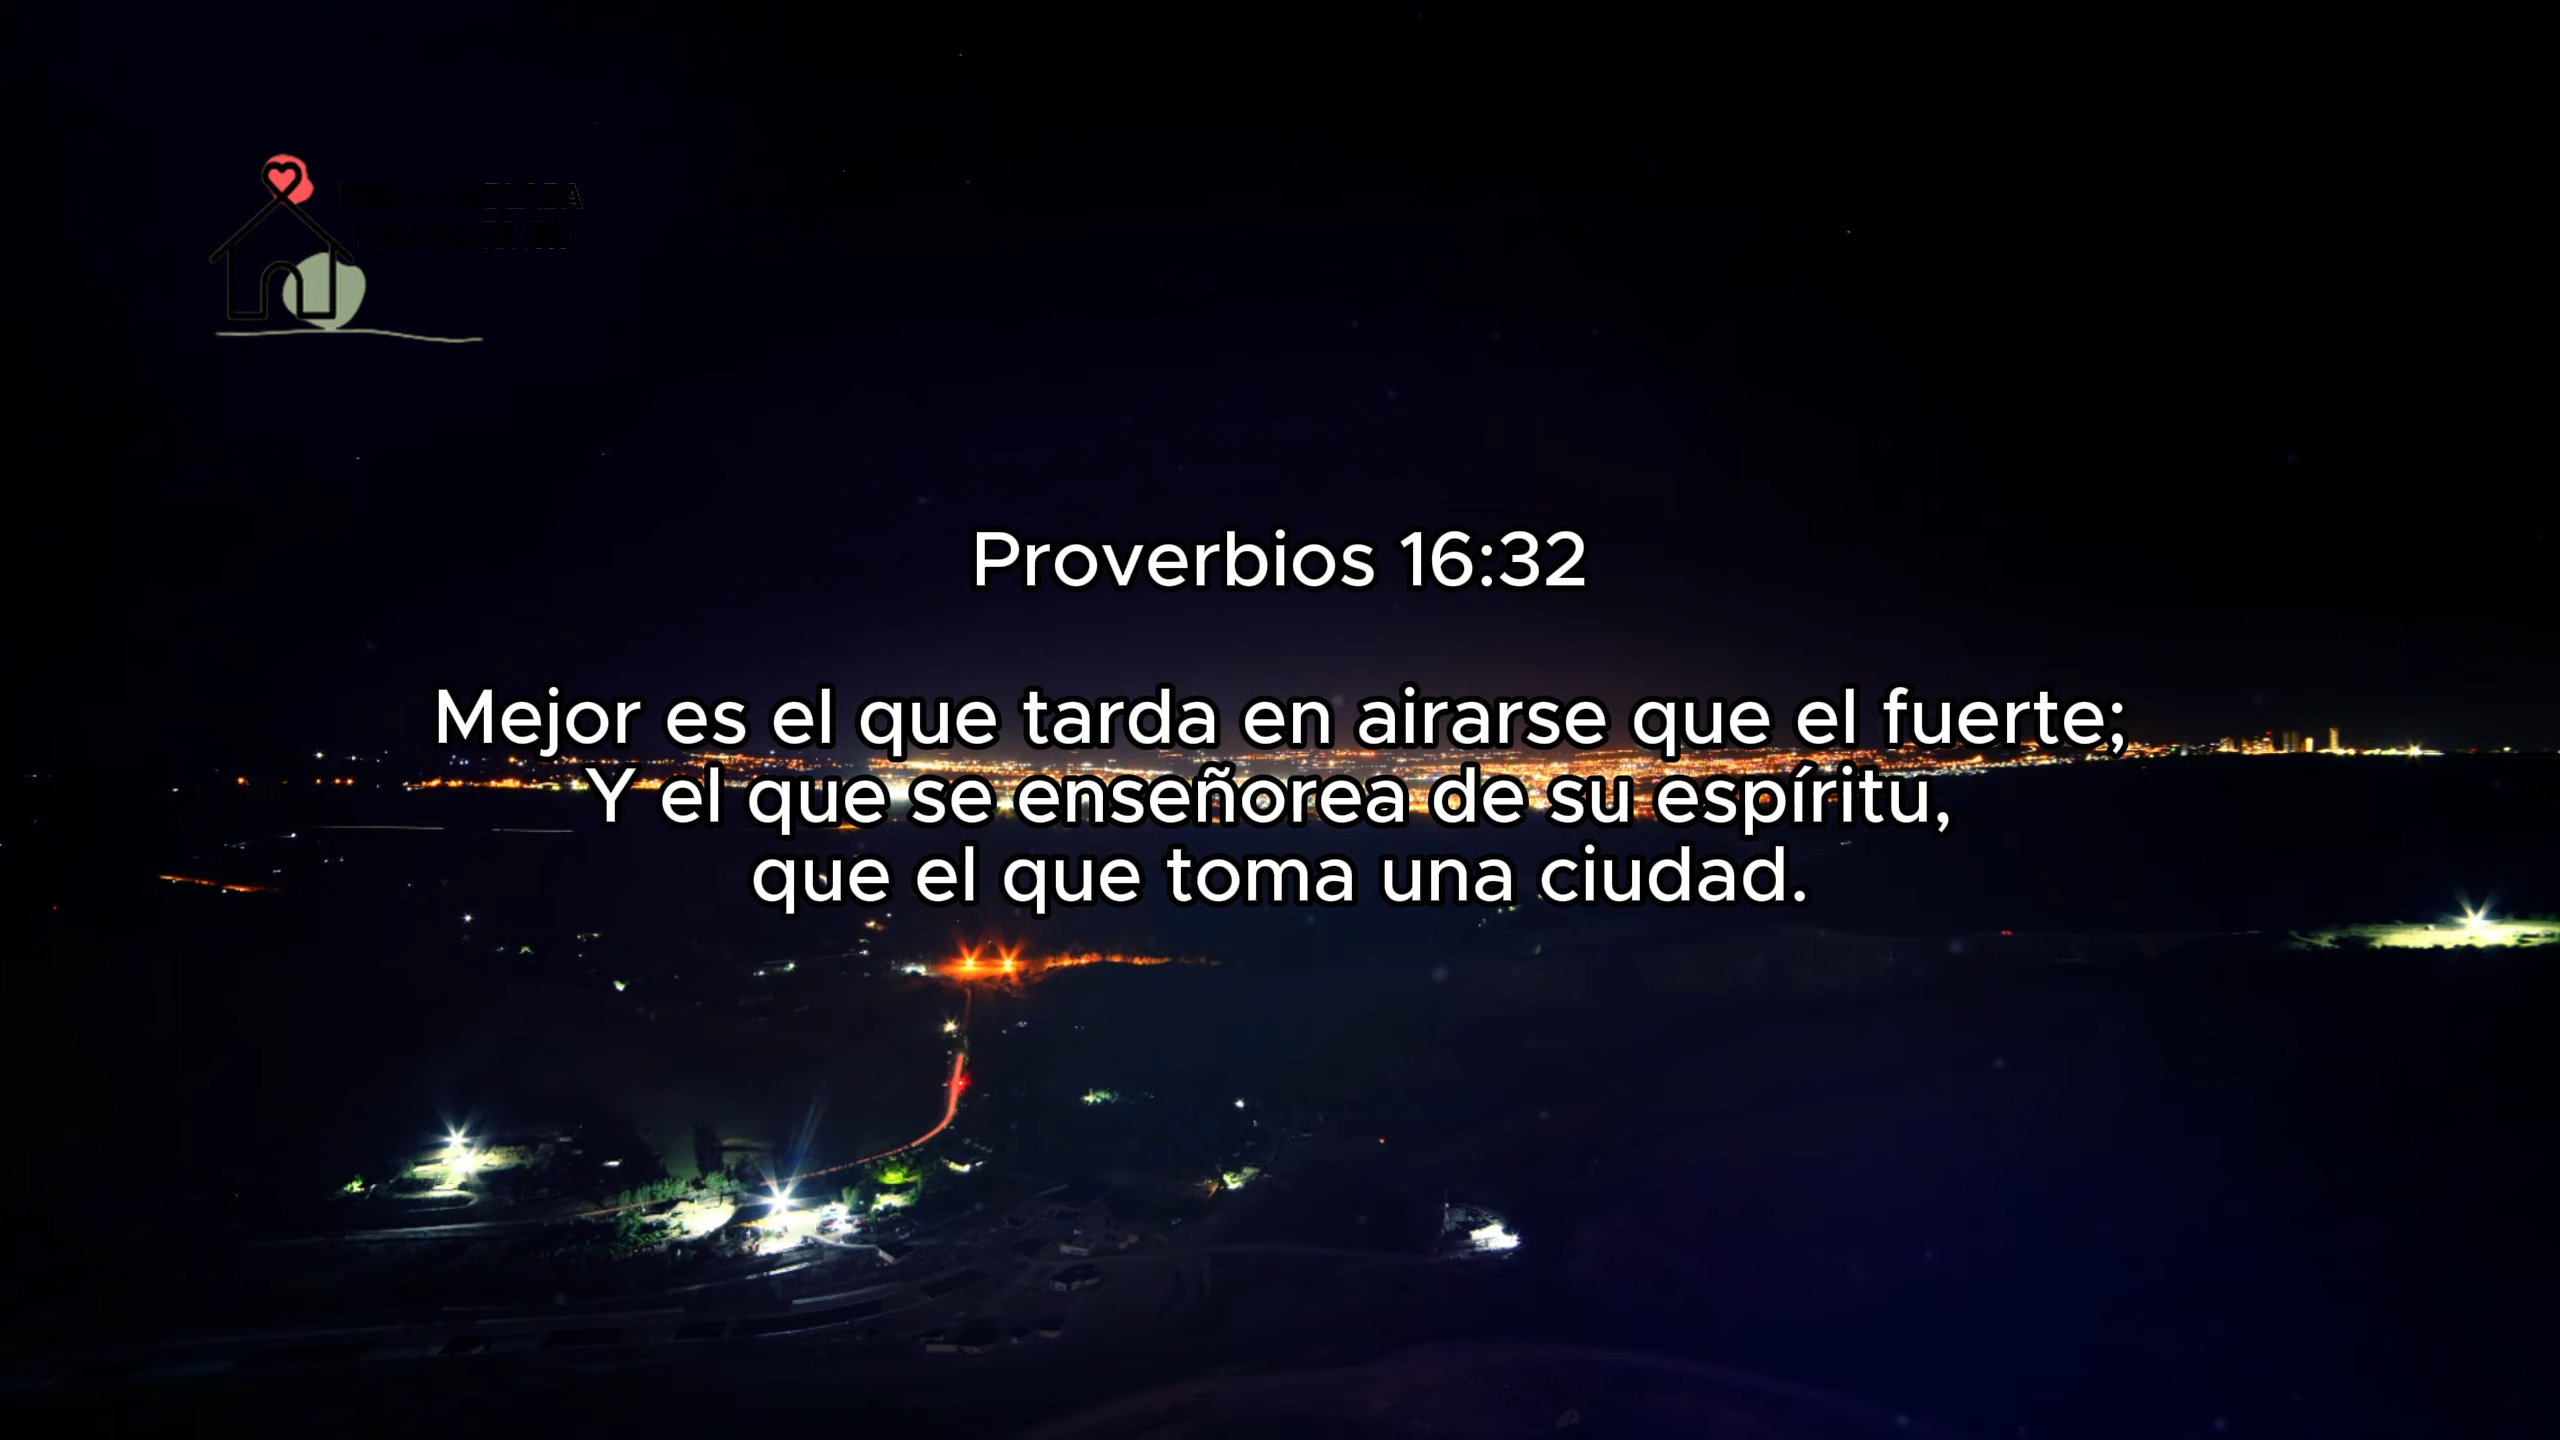 Proverbios 16:32
Mejor es el que tarda en airarse que el fuerte;
Y el que se enseñorea de su espíritu,
que el que toma una ciudad.